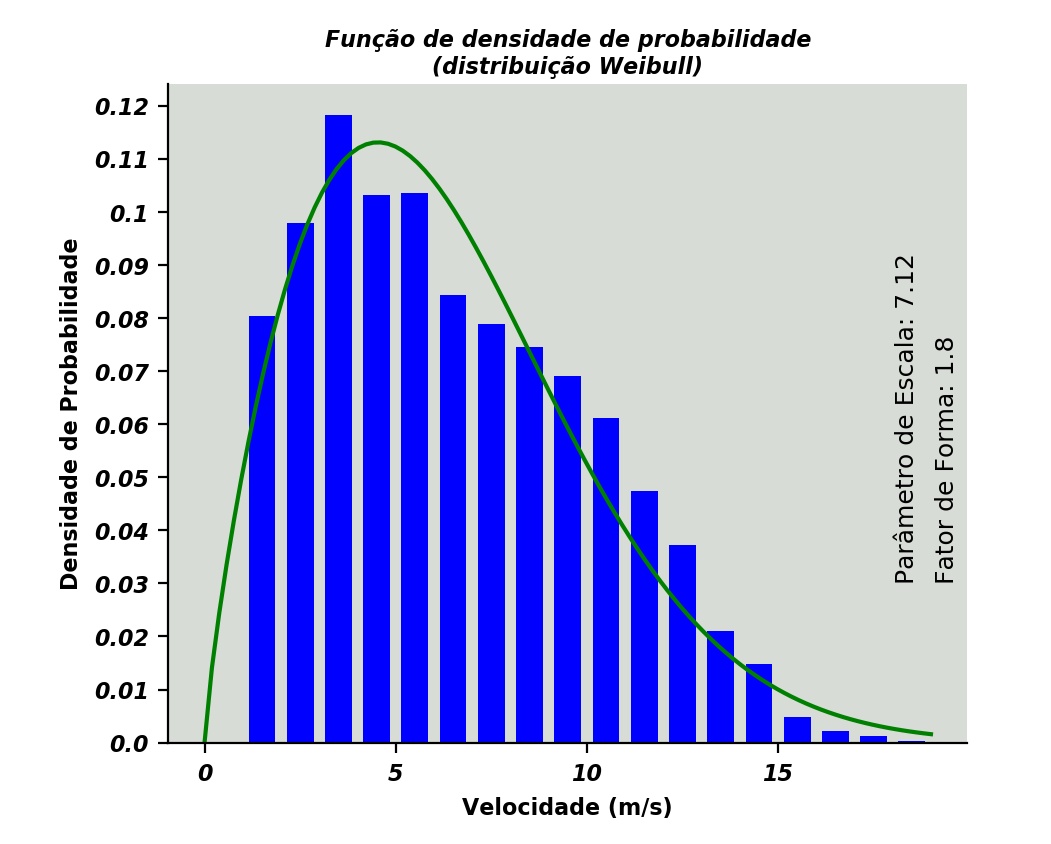 Função de densidade de probabilidade
(distribuição Weibull)
0.12
0.11
0.1
0.09
0.08
0.07
0.06
0.05
0.04
0.03
0.02
0.01
0.0
Densidade de Probabilidade
Parâmetro de Escala: 7.12
Fator de Forma: 1.8
0 5 10 15
Velocidade (m/s)